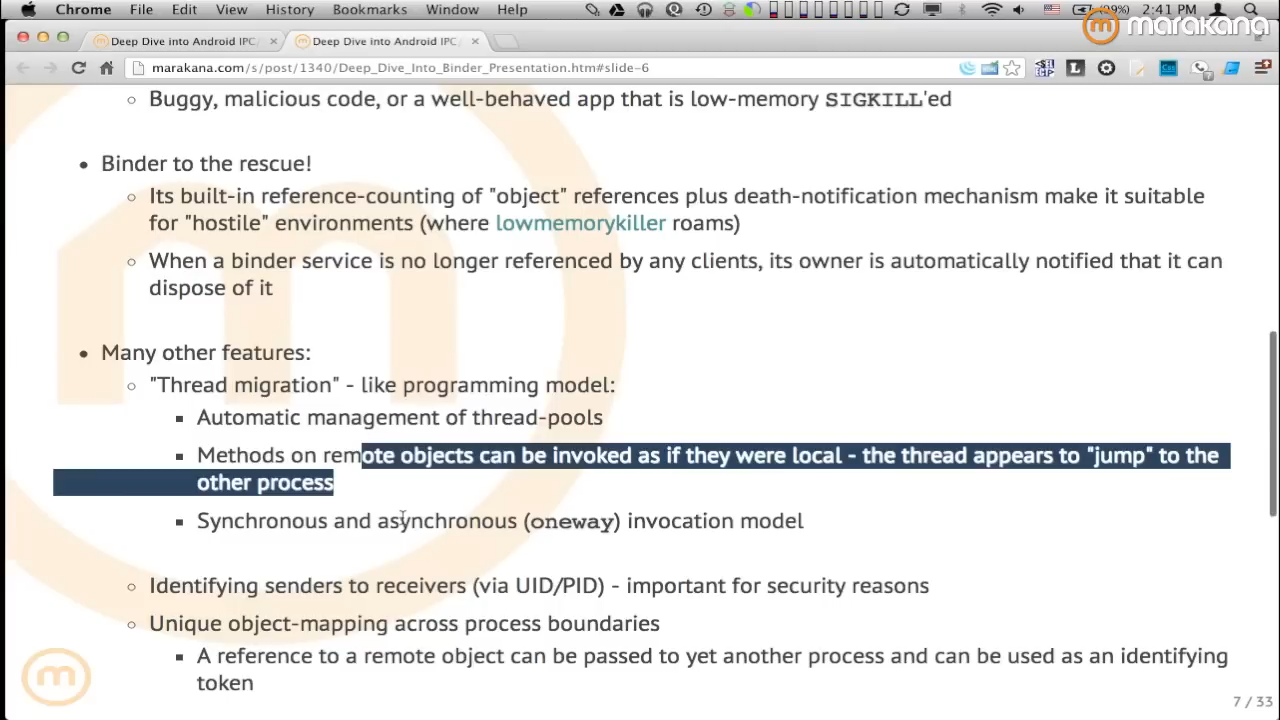 Chrome File Edit View History Bookmarks Window Help
(99%) 2:41 PM
marakana
Deep Dive into Android IPC/
Deep Dive into Android IPC/
marakana.com/s/post/1340/Deep_Dive_Into_Binder_Presentation.htm#slide-6
Buggy, malicious code, or a well-behaved app that is low-memory SIGKILL'ed
• Binder to the rescue!
Its built-in reference-counting of "object" references plus death-notification mechanism make it suitable
for "hostile" environments (where lowmemorykiller roams)
When a binder service is no longer referenced by any clients, its owner is automatically notified that it can
dispose of it
• Many other features:
"Thread migration" - like programming model:
Automatic management of thread-pools
Methods on remote objects can be invoked as if they were local - the thread appears to "jump" to the
other process
Synchronous and asynchronous (oneway) invocation model
Identifying senders to receivers (via UID/PID) - important for security reasons
Unique object-mapping across process boundaries
A reference to a remote object can be passed to yet another process and can be used as an identifying
token
m
7 / 33